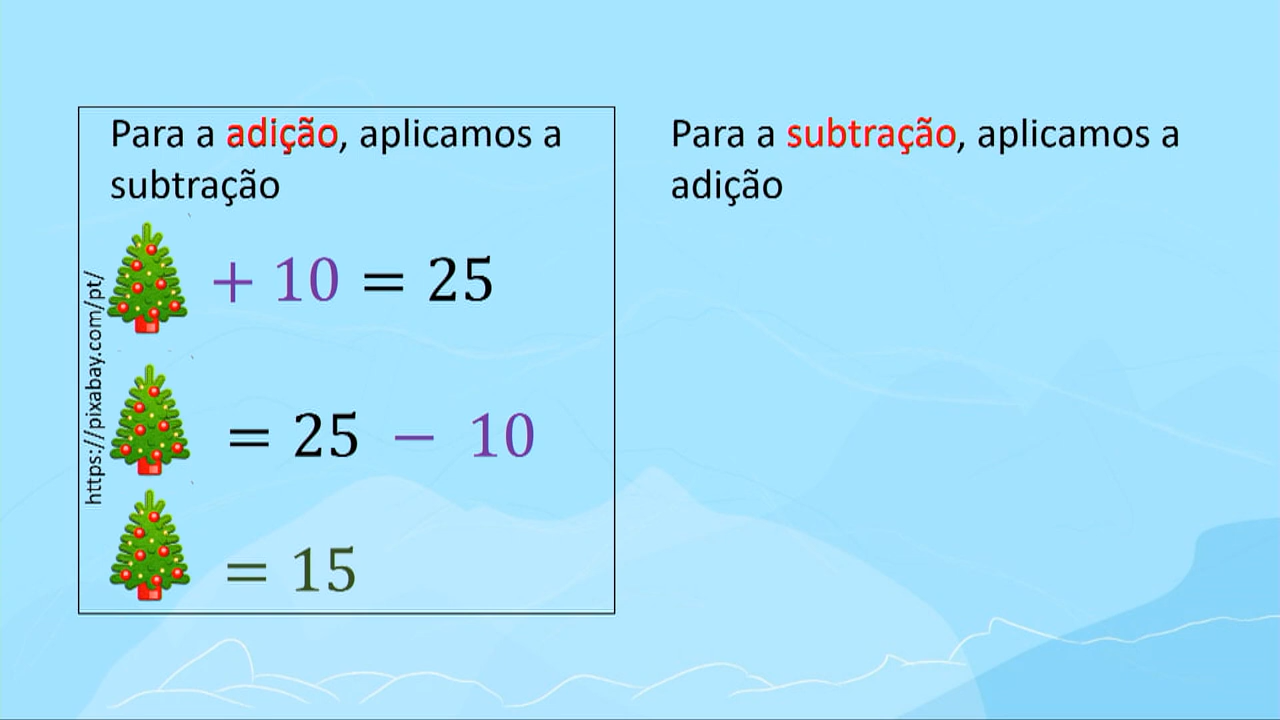 Para a adição, aplicamos a
subtração
+ 10 = 25
= 25 − 10
= 15
https://pixabay.com/pt/
Para a subtração, aplicamos a
adição